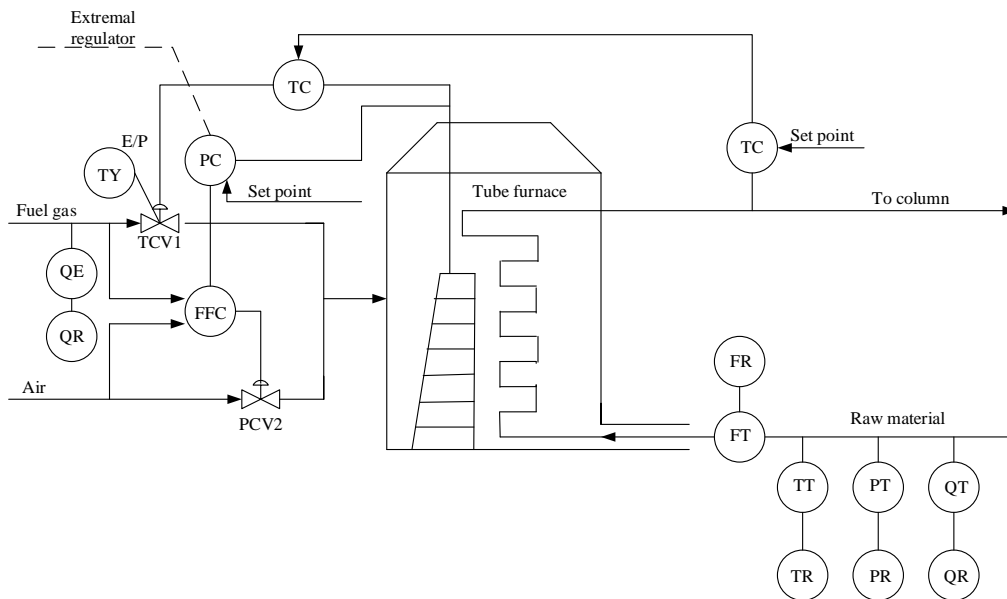 Extremal
regulator
TC
E/P
TY
PC
Set point
TC
Set point
Fuel gas
TCV1
Tube furnace
To column
QE
QR
FFC
Air
PCV2
FR
FT
Raw material
TT
PT
QT
TR
PR
QR